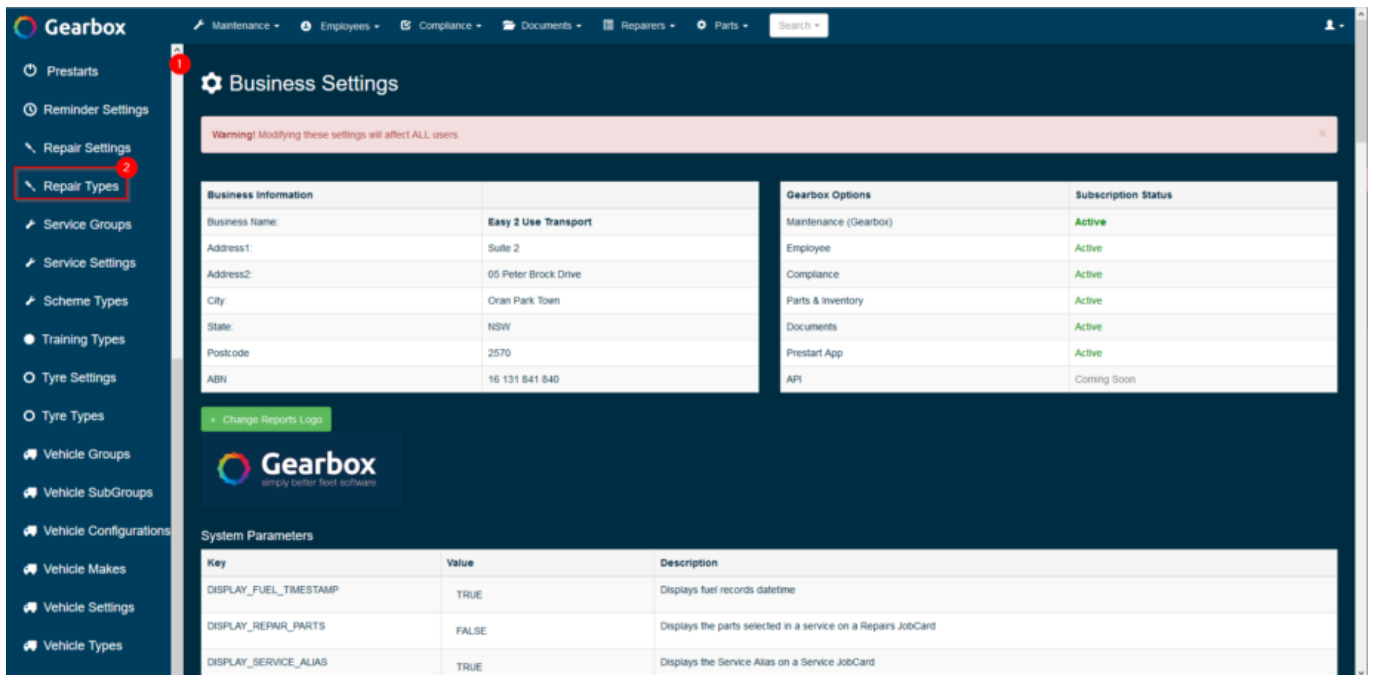 Gearbox
Maintenance
Employees
Compliance
Documents
Repairers
Parts
Search
1
Prestarts
Reminder Settings
Repair Settings
2
Repair Types
Service Groups
Service Settings
Scheme Types
Training Types
Tyre Settings
Tyre Types
Vehicle Groups
Vehicle SubGroups
Vehicle Configurations
Vehicle Makes
Vehicle Settings
Vehicle Types
Business Settings
Warning! Modifying these settings will affect ALL users.
Business Information
Business Name: Easy 2 Use Transport
Address1: Suite 2
Address2: 05 Peter Brock Drive
City: Oran Park Town
State: NSW
Postcode 2570
ABN 16 131 841 840
Gearbox Options Subscription Status
Maintenance (Gearbox) Active
Employee Active
Compliance Active
Parts & Inventory Active
Documents Active
Prestart App Active
API Coming Soon
+ Change Reports Logo
Gearbox
simply better fleet software
System Parameters
Key Value Description
DISPLAY_FUEL_TIMESTAMP TRUE Displays fuel records datetime
DISPLAY_REPAIR_PARTS FALSE Displays the parts selected in a service on a Repairs JobCard
DISPLAY_SERVICE_ALIAS TRUE Displays the Service Alias on a Service JobCard